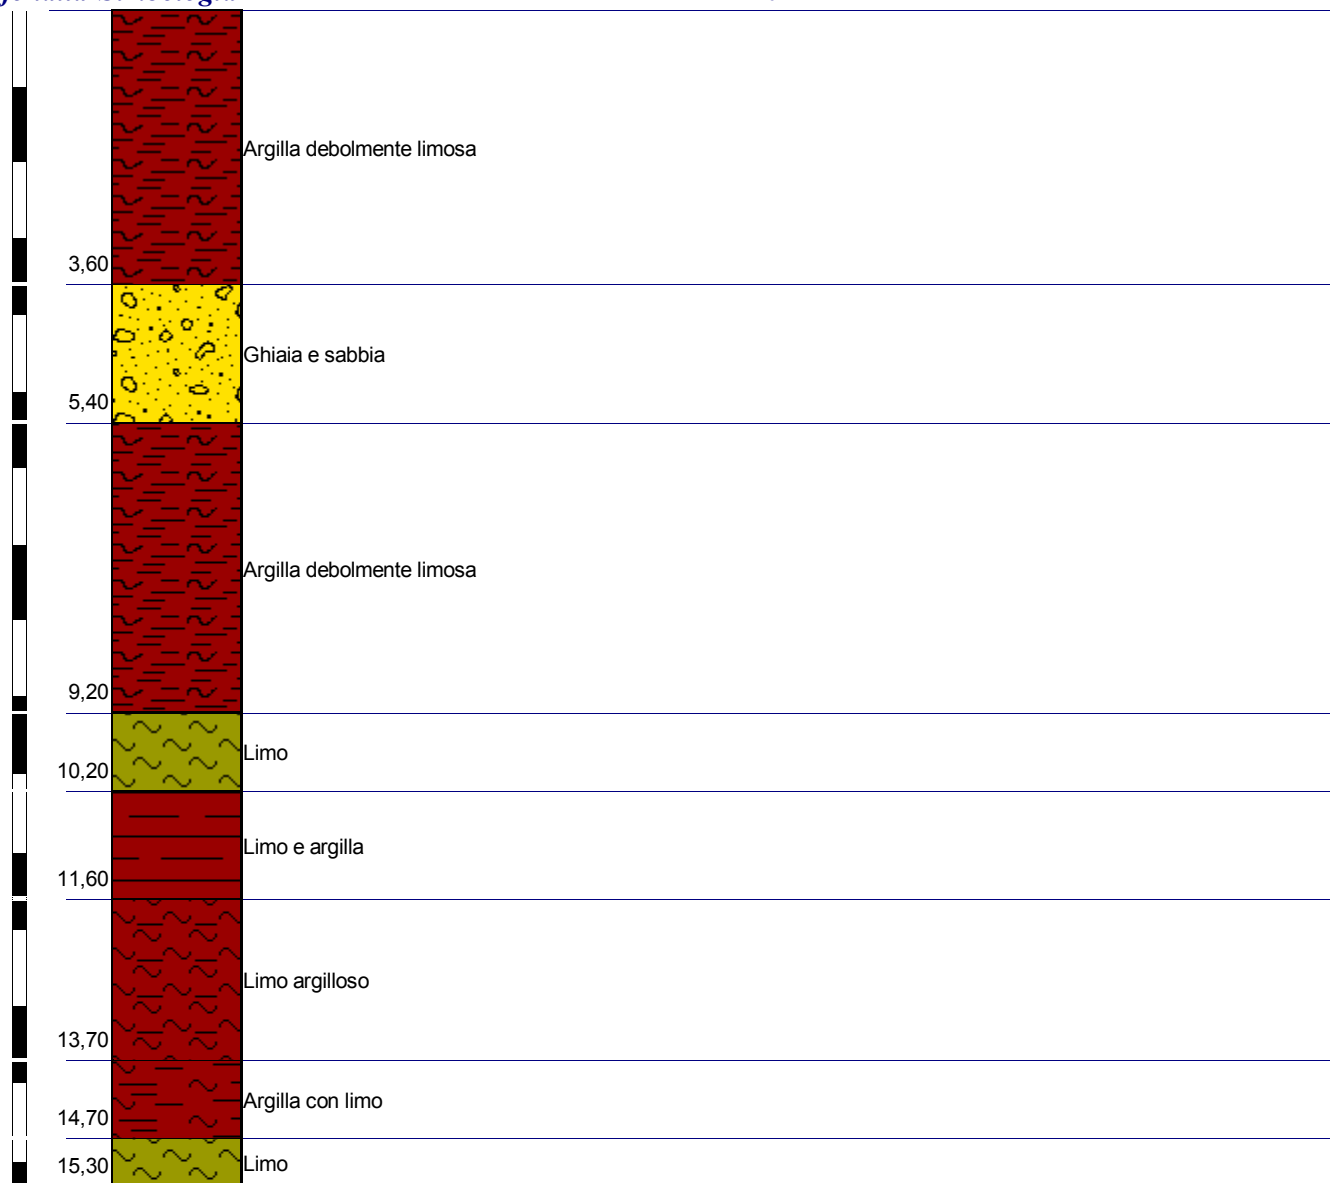 Argilla debolmente limosa
3,60
Ghiaia e sabbia
5,40
Argilla debolmente limosa
9,20
Limo
10,20
Limo e argilla
11,60
Limo argilloso
13,70
Argilla con limo
14,70
Limo
15,30